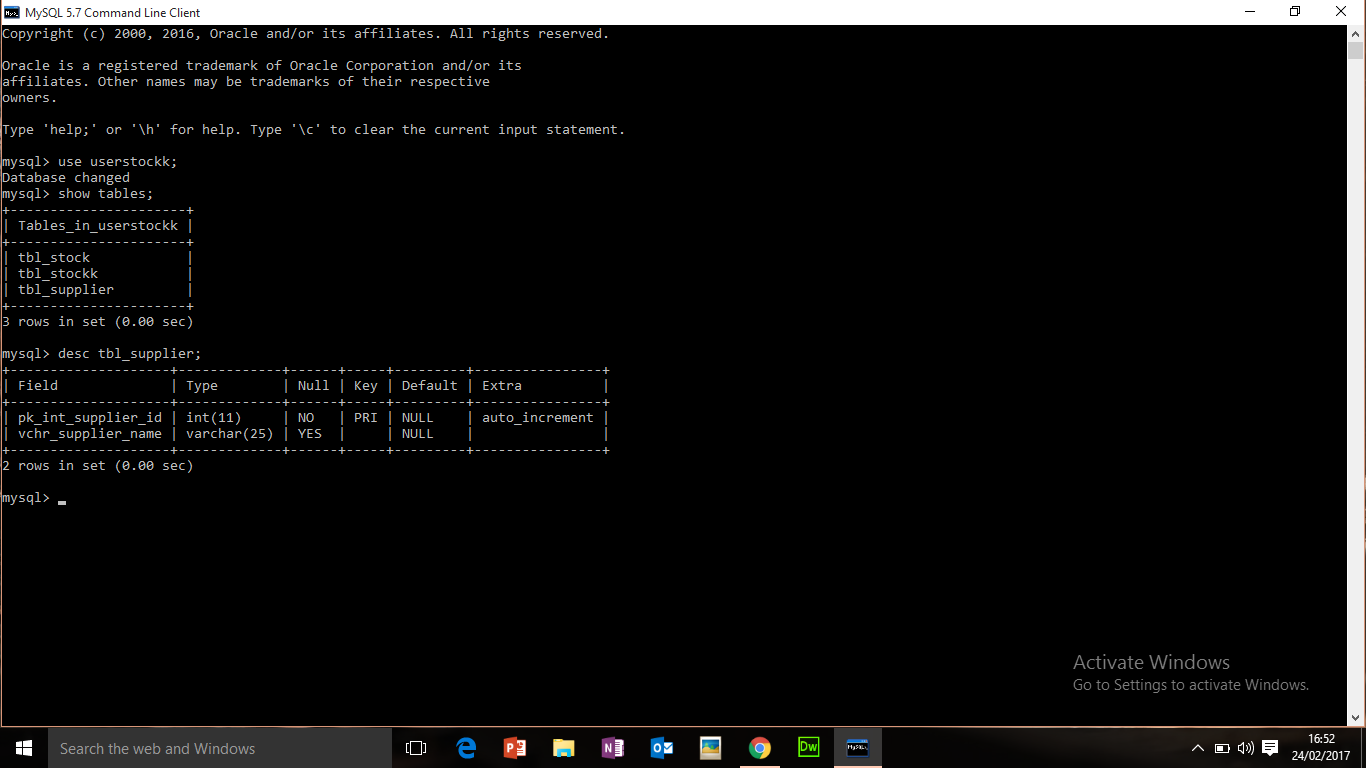 MySQL 5.7 Command Line Client
Copyright (c) 2000, 2016, Oracle and/or its affiliates. All rights reserved.
Oracle is a registered trademark of Oracle Corporation and/or its
affiliates. Other names may be trademarks of their respective
owners.
Type 'help;' or '\h' for help. Type '\c' to clear the current input statement.
mysql> use userstockk;
Database changed
mysql> show tables;
+----------------------+
| Tables_in_userstockk |
+----------------------+
| tbl_stock            |
| tbl_stockk           |
| tbl_supplier         |
+----------------------+
3 rows in set (0.00 sec)
mysql> desc tbl_supplier;
+--------------------+-------------+------+-----+---------+----------------+
| Field              | Type        | Null | Key | Default | Extra          |
+--------------------+-------------+------+-----+---------+----------------+
| pk_int_supplier_id | int(11)     | NO   | PRI | NULL    | auto_increment |
| vchr_supplier_name | varchar(25) | YES  |     | NULL    |                |
+--------------------+-------------+------+-----+---------+----------------+
2 rows in set (0.00 sec)
mysql> _
Activate Windows
Go to Settings to activate Windows.
Search the web and Windows
Dw
16:52
24/02/2017